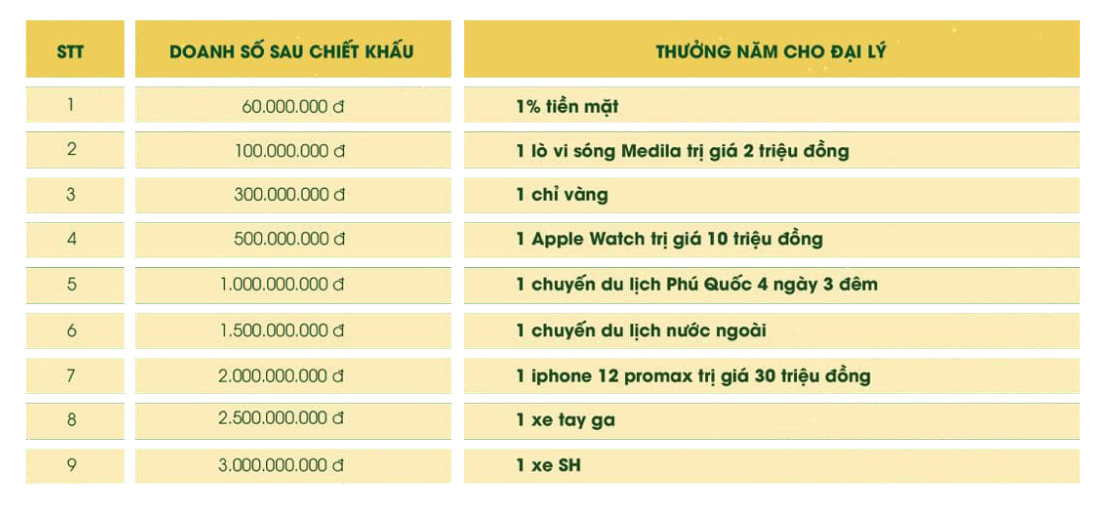 STT DOANH SỐ SAU CHIẾT KHẤU THƯỞNG NĂM CHO ĐẠI LÝ
1 60.000.000 đ 1% tiền mặt
2 100.000.000 đ 1 lò vi sóng Medila trị giá 2 triệu đồng
3 300.000.000 đ 1 chỉ vàng
4 500.000.000 đ 1 Apple Watch trị giá 10 triệu đồng
5 1.000.000.000 đ 1 chuyến du lịch Phú Quốc 4 ngày 3 đêm
6 1.500.000.000 đ 1 chuyến du lịch nước ngoài
7 2.000.000.000 đ 1 iphone 12 promax trị giá 30 triệu đồng
8 2.500.000.000 đ 1 xe tay ga
9 3.000.000.000 đ 1 xe SH